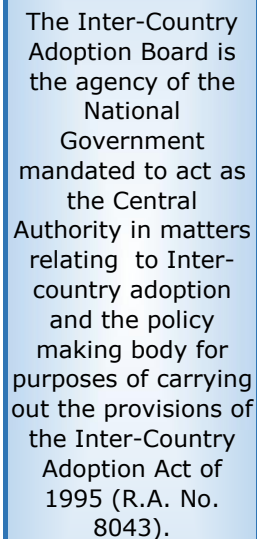 The Inter-Country
Adoption Board is
the agency of the
National
Government
mandated to act as
the Central
Authority in matters
relating to Inter-
country adoption
and the policy
making body for
purposes of carrying
out the provisions of
the Inter-Country
Adoption Act of
1995 (R.A. No.
8043).